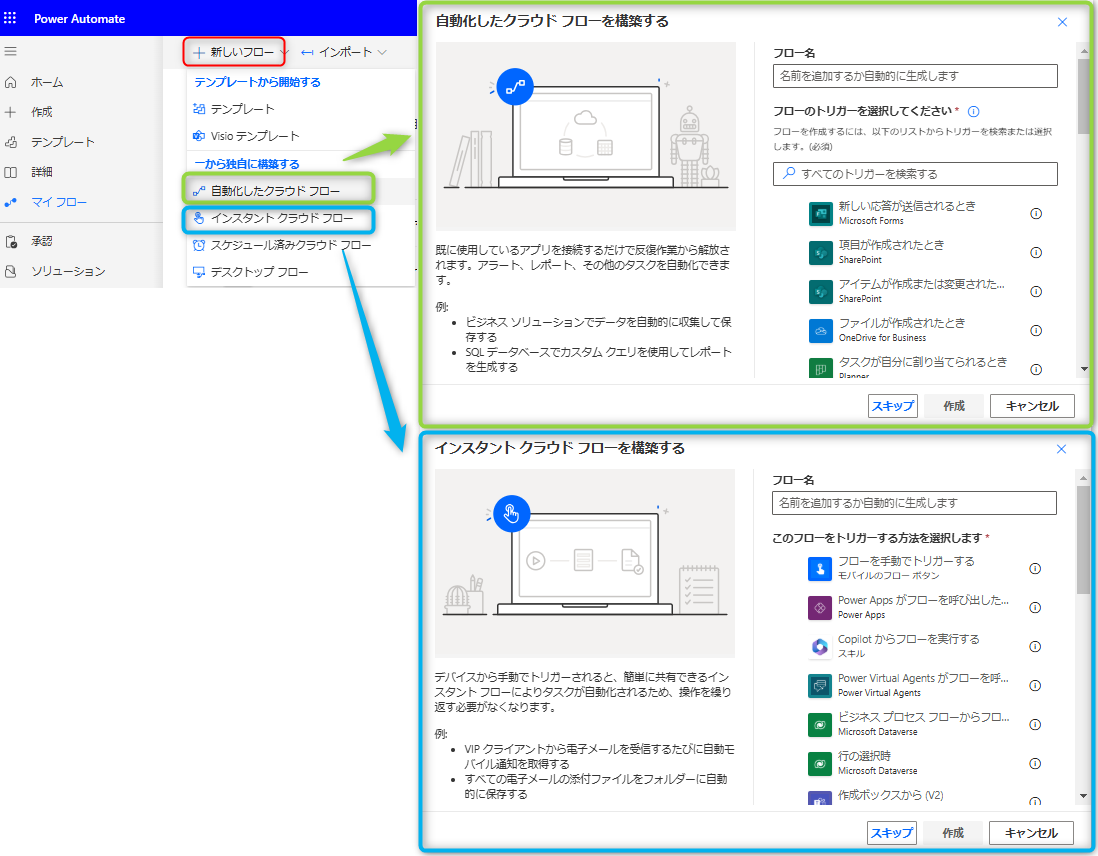 Power Automate
ホーム
作成
テンプレート
詳細
マイ フロー
承認
ソリューション
新しいフロー
インポート
テンプレートから開始する
テンプレート
Visio テンプレート
一から独自に構築する
自動化したクラウド フロー
インスタント クラウド フロー
スケジュール済みクラウド フロー
デスクトップ フロー
自動化したクラウド フローを構築する
既に使用しているアプリを接続するだけで反復作業から解放さ
れます。アラート、レポート、その他のタスクを自動化できま
す。
例:
• ビジネス ソリューションでデータを自動的に収集して保
存する
• SQL データベースでカスタム クエリを使用してレポート
を生成する
フロー名
名前を追加するか自動的に生成します
フローのトリガーを選択してください *
フローを作成するには、以下のリストからトリガーを検索または選択
します。(必須)
すべてのトリガーを検索する
新しい応答が送信されるとき
Microsoft Forms
項目が作成されたとき
SharePoint
アイテムが作成または変更された...
SharePoint
ファイルが作成されたとき
OneDrive for Business
タスクが自分に割り当てられるとき
Planner
スキップ
作成
キャンセル
インスタント クラウド フローを構築する
デバイスから手動でトリガーされると、簡単に共有できるイン
スタント フローによりタスクが自動化されるため、操作を繰り
返す必要がなくなります。
例:
• VIP クライアントから電子メールを受信するたびに自動モ
バイル通知を取得する
• すべての電子メールの添付ファイルをフォルダーに自動
的に保存する
フロー名
名前を追加するか自動的に生成します
このフローをトリガーする方法を選択します *
フローを手動でトリガーする
モバイルのフロー ボタン
Power Apps がフローを呼び出した...
Power Apps
Copilot からフローを実行する
スキル
Power Virtual Agents がフローを呼...
Power Virtual Agents
ビジネス プロセス フローからフロ...
Microsoft Dataverse
行の選択時
Microsoft Dataverse
作成ボックスから (V2)
スキップ
作成
キャンセル